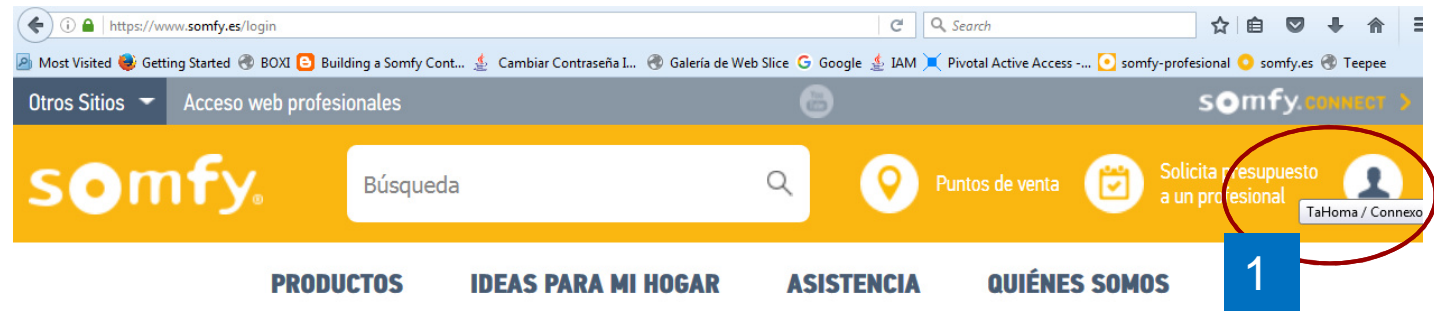 https://www.somfy.es/login
Search
Most Visited Getting Started BOXI Building a Somfy Cont... Cambiar Contraseña I... Galería de Web Slice Google IAM Pivotal Active Access -... somfy-profesional somfy.es Teepee
Otros Sitios Acceso web profesionales You Tube somfy.CONNECT >
somfy® Búsqueda Puntos de venta Solicita presupuesto
a un profesional
TaHoma / Connexo
PRODUCTOS IDEAS PARA MI HOGAR ASISTENCIA QUIÉNES SOMOS
1